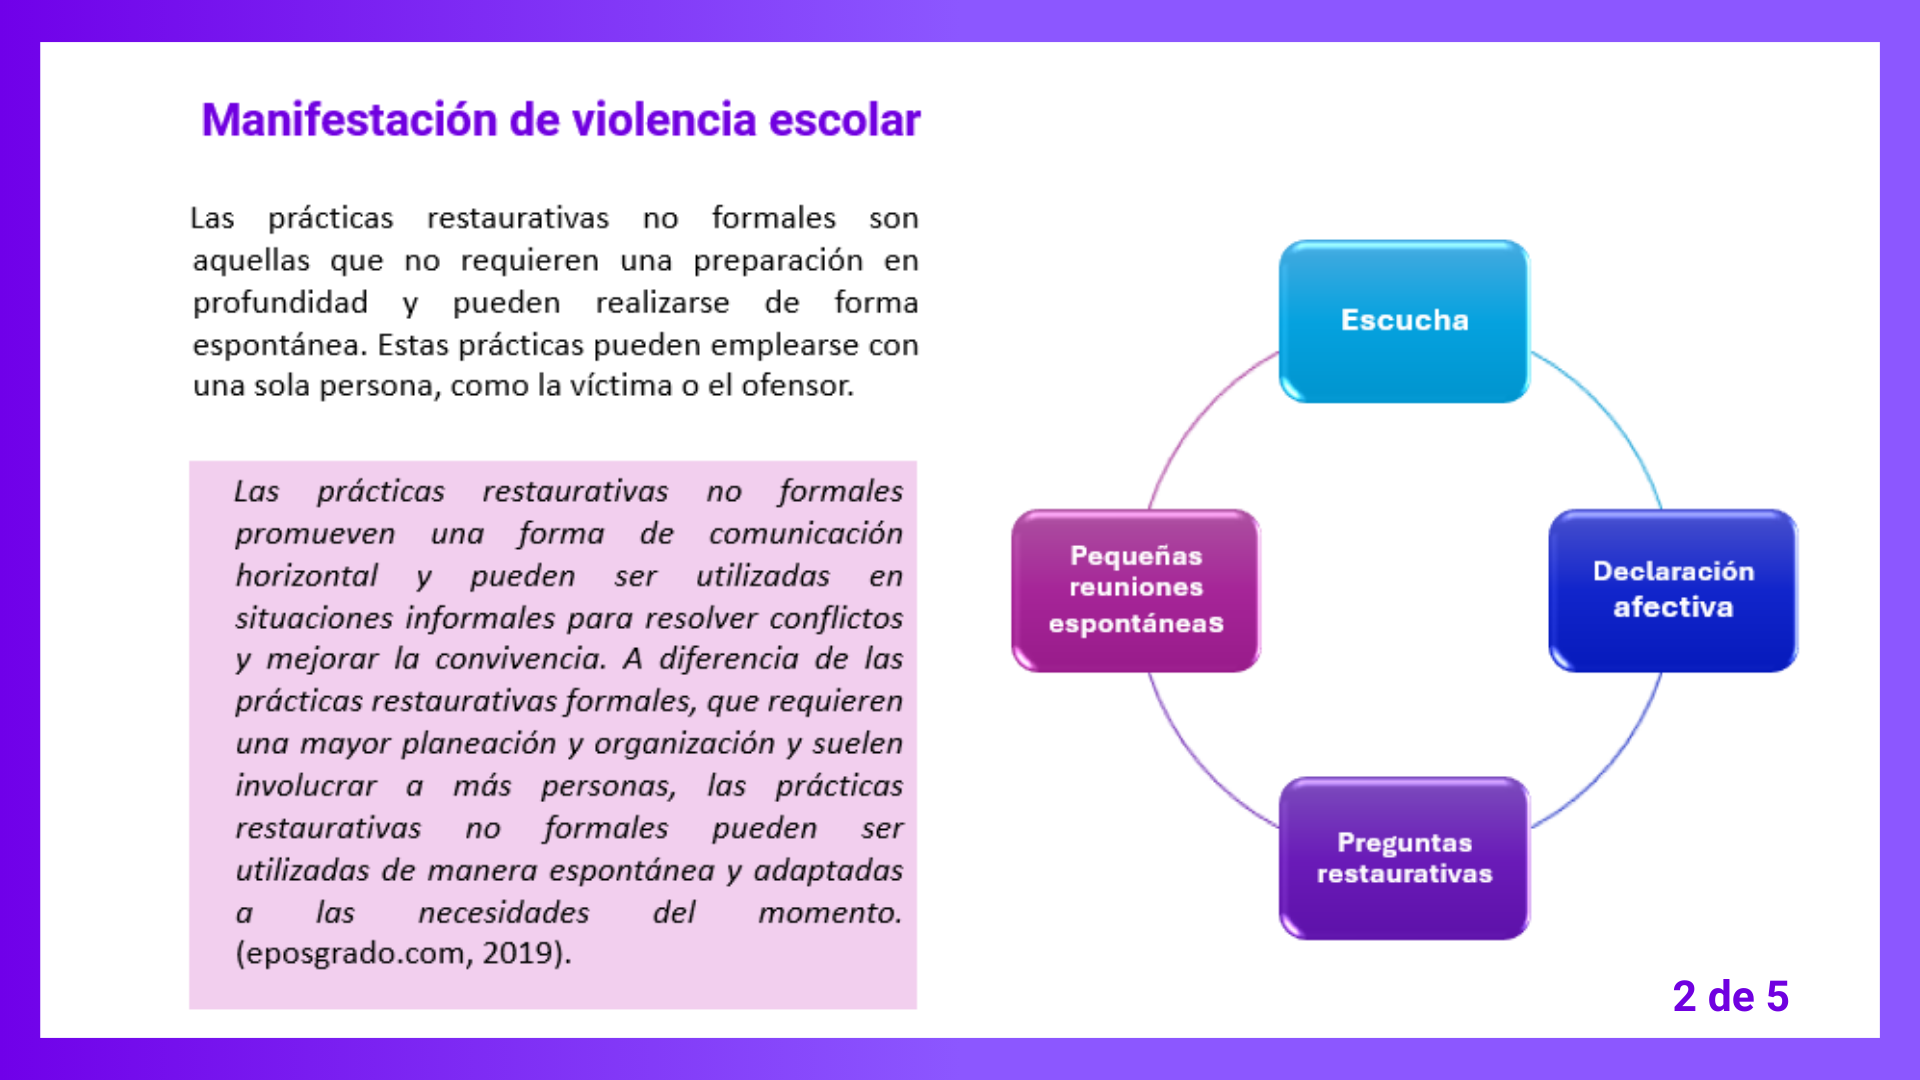 Manifestación de violencia escolar
Las prácticas restaurativas no formales son
aquellas que no requieren una preparación en
profundidad y pueden realizarse de forma
espontánea. Estas prácticas pueden emplearse con
una sola persona, como la víctima o el ofensor.
Las prácticas restaurativas no formales
promueven una forma de comunicación
horizontal y pueden ser utilizadas en
situaciones informales para resolver conflictos
y mejorar la convivencia. A diferencia de las
prácticas restaurativas formales, que requieren
una mayor planeación y organización y suelen
involucrar a más personas, las prácticas
restaurativas no formales pueden ser
utilizadas de manera espontánea y adaptadas
a las necesidades del momento.
(eposgrado.com, 2019).
Escucha
Declaración
afectiva
Preguntas
restaurativas
Pequeñas
reuniones
espontáneas
2 de 5